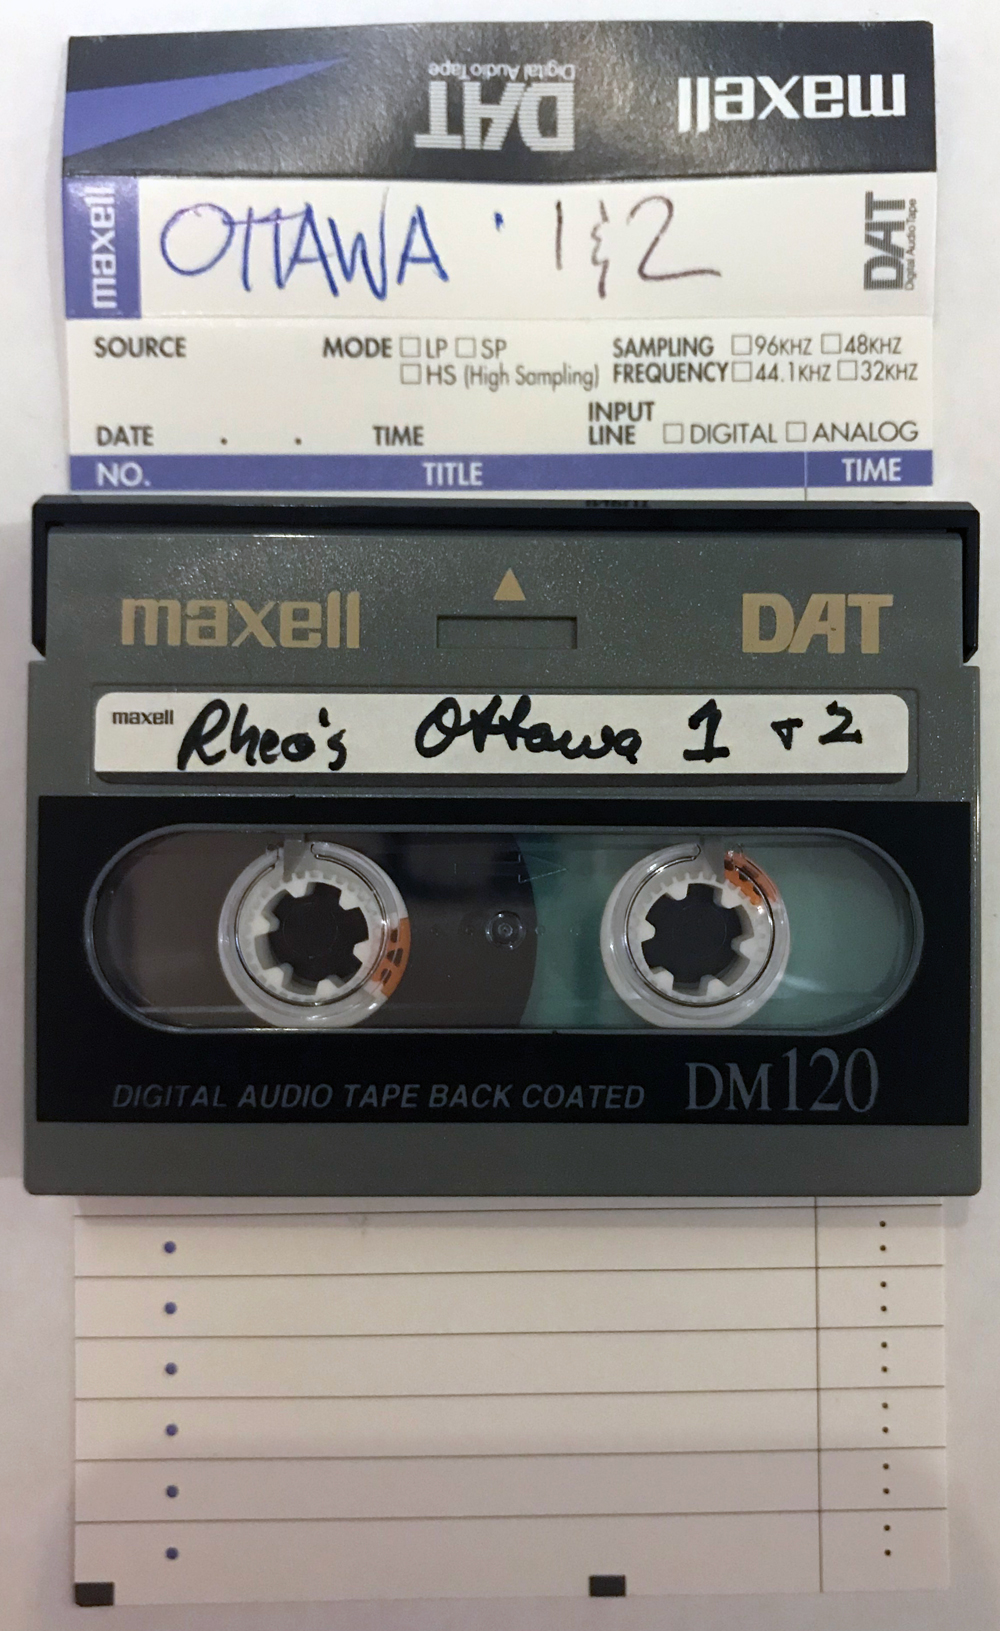 maxell DAT
Digital Audio Tape
maxell OTTAWA · 1 & 2 DAT
Digital Audio Tape
SOURCE MODE □ LP □ SP SAMPLING □ 96KHZ □ 48KHZ
□ HS (High Sampling) FREQUENCY □ 44.1KHZ □ 32KHZ
INPUT
DATE . . TIME LINE □ DIGITAL □ ANALOG
NO. TITLE TIME
maxell DAT
maxell Rheo's Ottawa 1 + 2
DIGITAL AUDIO TAPE BACK COATED DM120